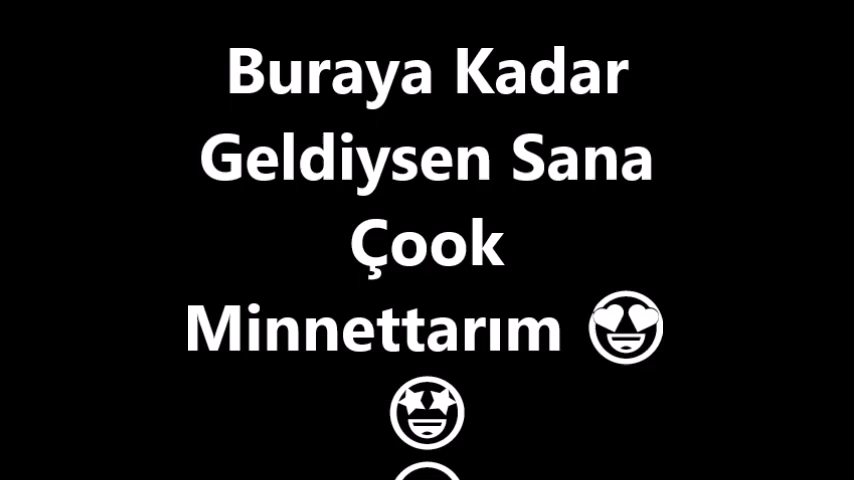 Buraya Kadar
Geldiysen Sana
Çook
Minnettarım 😍
🤩